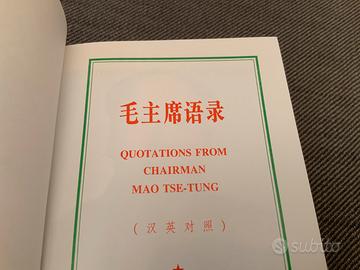 毛主席语录
QUOTATIONS FROM
CHAIRMAN
MAO TSE-TUNG
(汉英对照)
subito